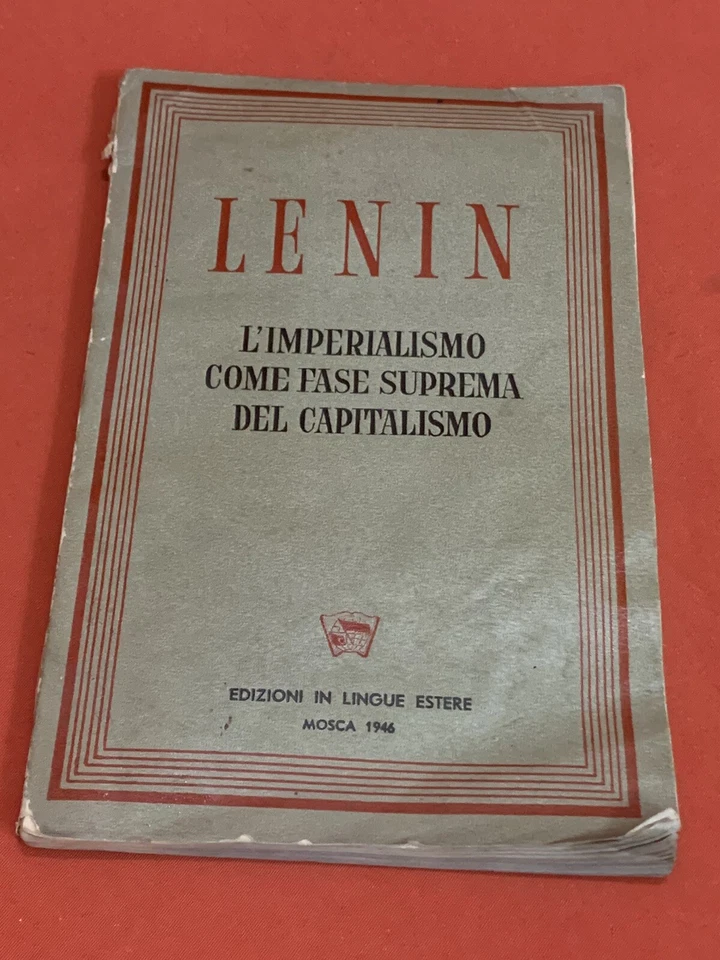 LENIN
L'IMPERIALISMO
COME FASE SUPREMA
DEL CAPITALISMO
EDIZIONI IN LINGUE ESTERE
MOSCA 1946